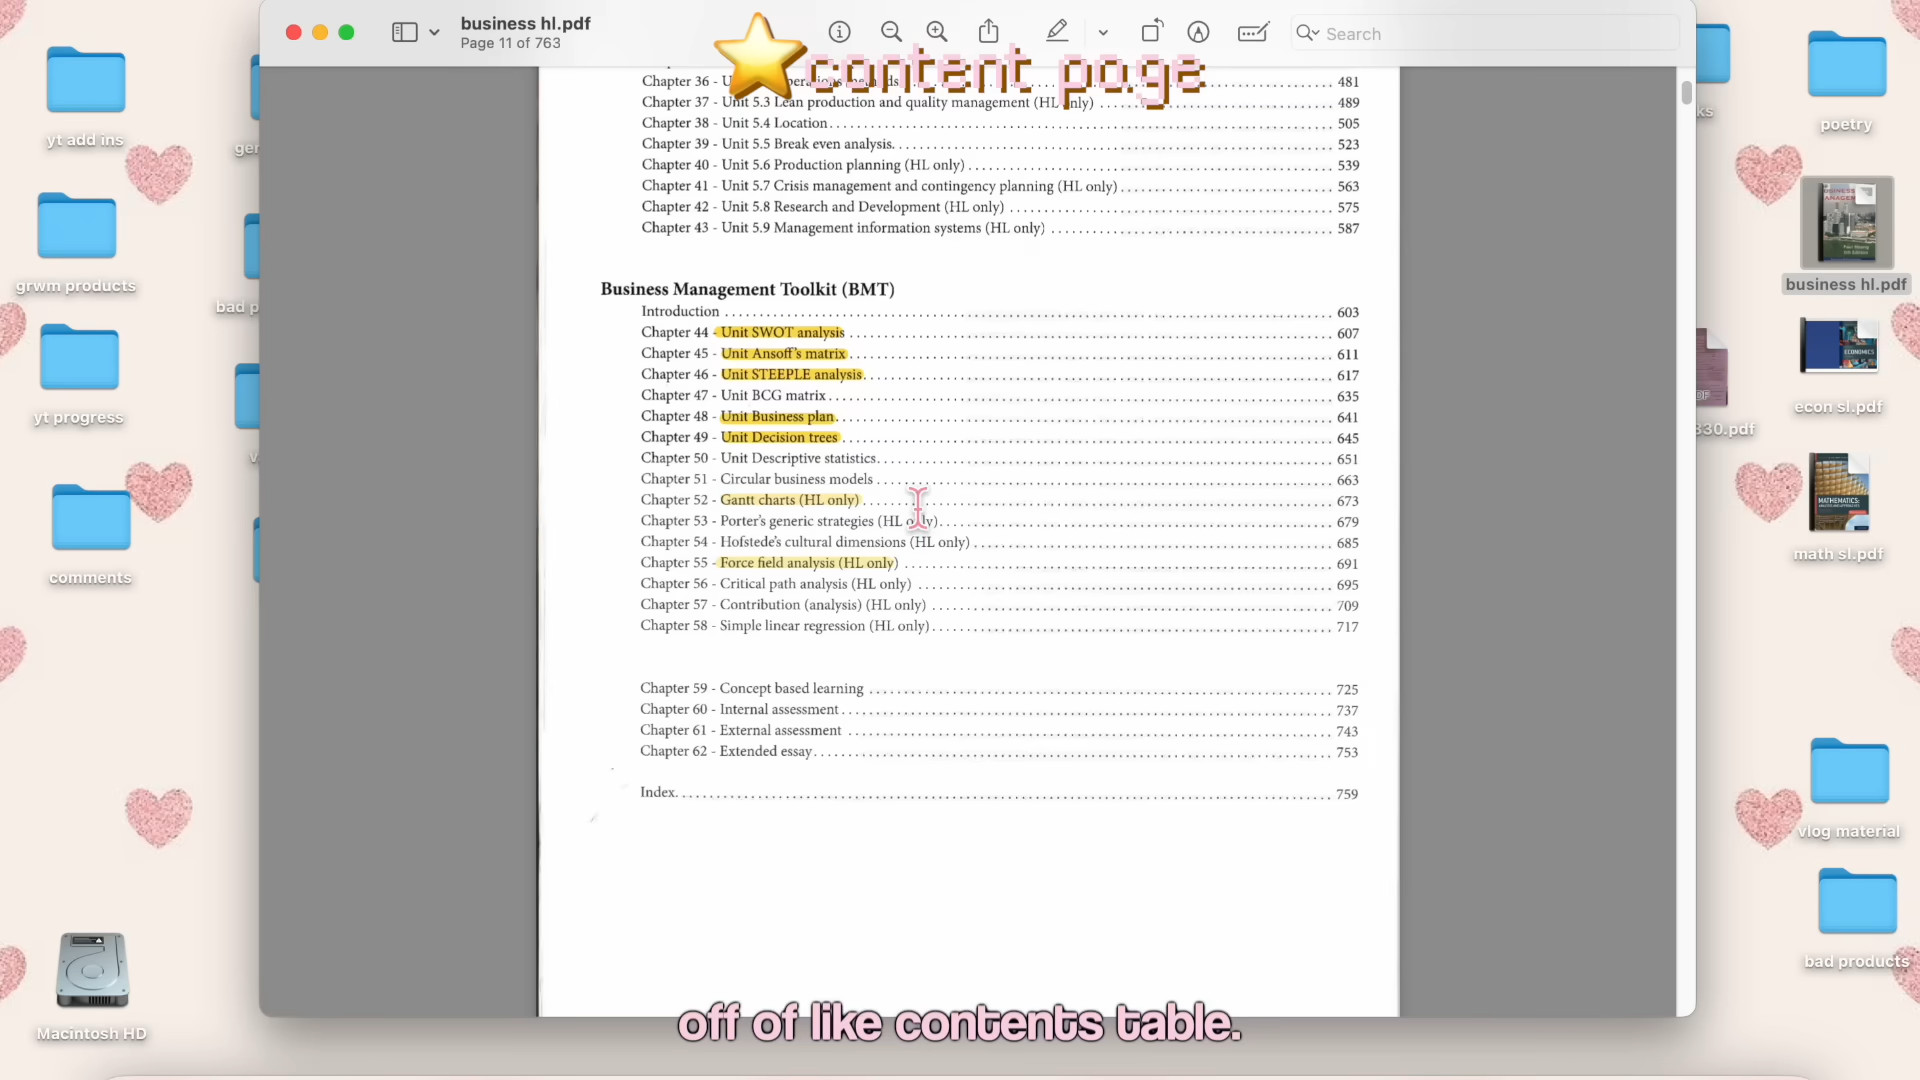 business hl.pdf
Page 11 of 763
Search
content page
Chapter 36 - 481
Chapter 37 - Unit 5.3 Lean production and quality management (HL only) 489
Chapter 38 - Unit 5.4 Location 505
Chapter 39 - Unit 5.5 Break even analysis. 523
Chapter 40 - Unit 5.6 Production planning (HL only) 539
Chapter 41 - Unit 5.7 Crisis management and contingency planning (HL only) 563
Chapter 42 - Unit 5.8 Research and Development (HL only) 575
Chapter 43 - Unit 5.9 Management information systems (HL only) 587
Business Management Toolkit (BMT)
Introduction 603
Chapter 44 - Unit SWOT analysis 607
Chapter 45 - Unit Ansoff's matrix 611
Chapter 46 - Unit STEEPLE analysis 617
Chapter 47 - Unit BCG matrix 635
Chapter 48 - Unit Business plan 641
Chapter 49 - Unit Decision trees 645
Chapter 50 - Unit Descriptive statistics 651
Chapter 51 - Circular business models 663
Chapter 52 - Gantt charts (HL only) 673
Chapter 53 - Porter's generic strategies (HL only) 679
Chapter 54 - Hofstede's cultural dimensions (HL only) 685
Chapter 55 - Force field analysis (HL only) 691
Chapter 56 - Critical path analysis (HL only) 695
Chapter 57 - Contribution (analysis) (HL only) 709
Chapter 58 - Simple linear regression (HL only) 717
Chapter 59 - Concept based learning 725
Chapter 60 - Internal assessment 737
Chapter 61 - External assessment 743
Chapter 62 - Extended essay 753
Index 759
off of like contents table.
yt add ins
grwm products
yt progress
comments
Macintosh HD
bad p
poetry
business hl.pdf
ECONOMICS
econ sl.pdf
330.pdf
MATHEMATICS:
math sl.pdf
vlog material
bad products